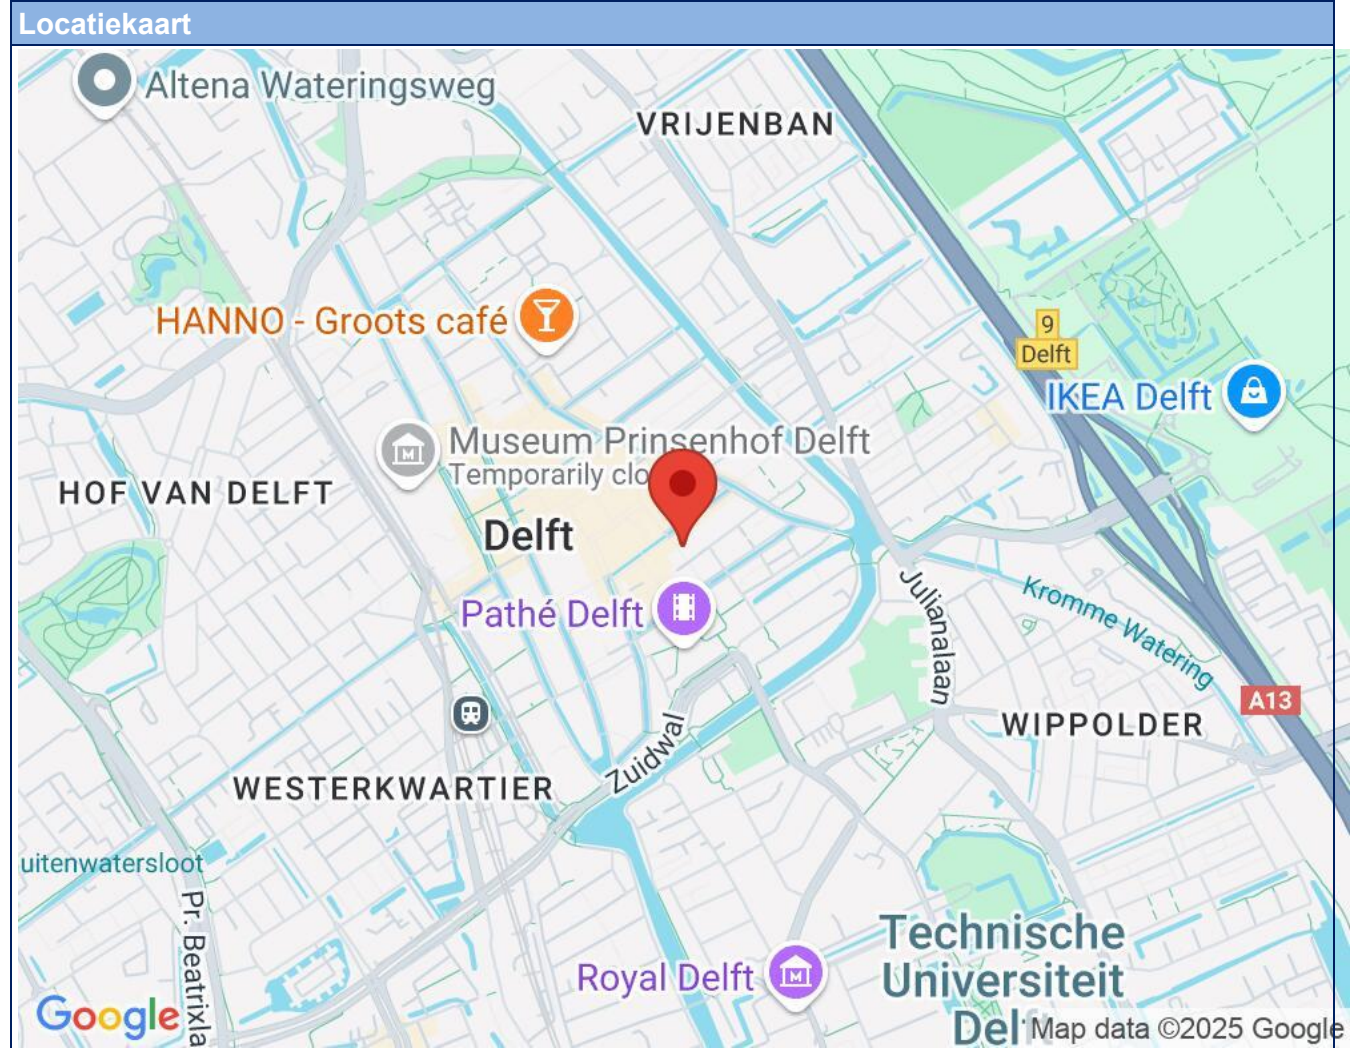 Locatiekaart
Altena Wateringsweg
VRIJENBAN
HANNO - Groots café
9
Delft
IKEA Delft
Museum Prinsenhof Delft
Temporarily clo
HOF VAN DELFT
Delft
Julianalaan
Kromme Watering
Pathé Delft
A13
WIPPOLDER
Zuidwal
WESTERKWARTIER
uitenwatersloot
Pr. Beatrixla
Technische
Universiteit
Delf
Royal Delft
Google
Map data ©2025 Google